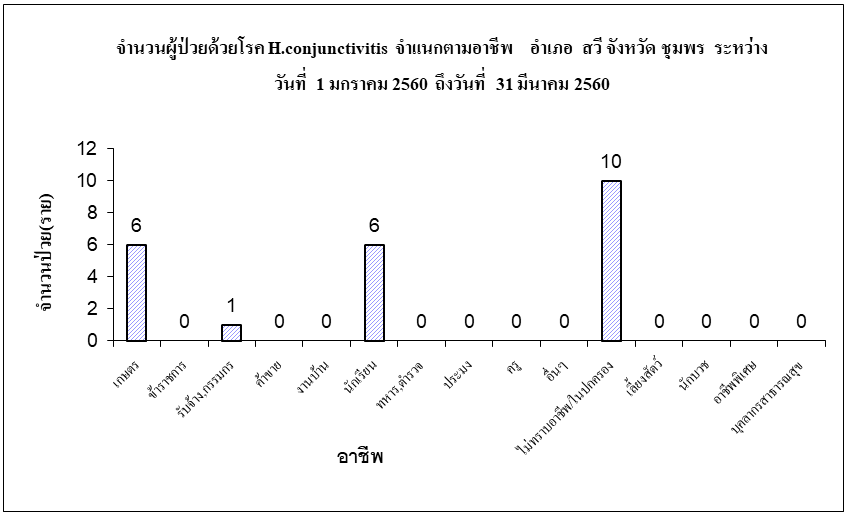 จำนวนผู้ป่วยด้วยโรค H.conjunctivitis จำแนกตามอาชีพ อำเภอ สวี จังหวัด ชุมพร ระหว่าง
วันที่ 1 มกราคม 2560 ถึงวันที่ 31 มีนาคม 2560
จำนวนป่วย(ราย)
12
10
8
6
4
2
0
6
0
1
0
0
6
0
0
0
0
10
0
0
0
0
เกษตร
ข้าราชการ
รับจ้าง,กรรมกร
ค้าขาย
งานบ้าน
นักเรียน
ทหาร,ตำรวจ
ประมง
ครู
อื่นๆ
ไม่ทราบอาชีพ/ในปกครอง
เลี้ยงสัตว์
นักบวช
อาชีพพิเศษ
บุคลากรสาธารณสุข
อาชีพ